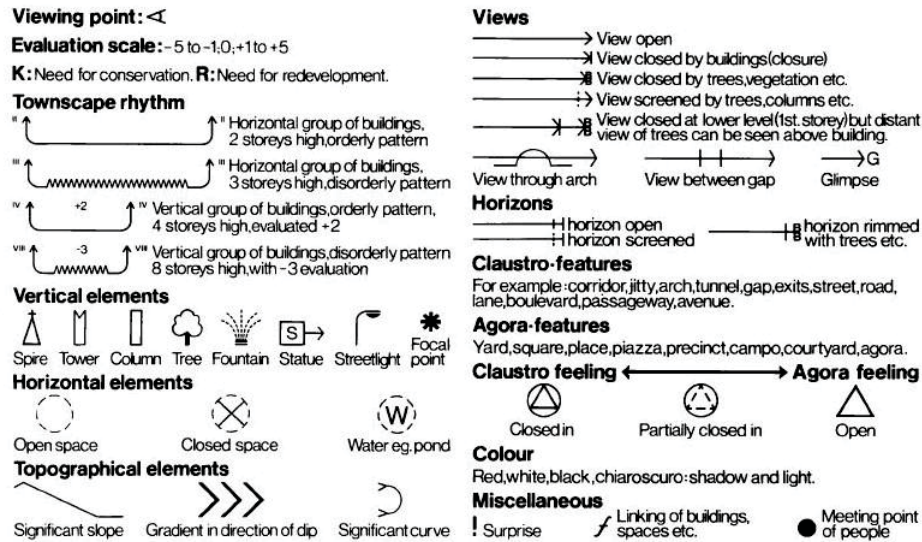 Viewing point:
Evaluation scale:-5 to -1;0;+1 to +5
K:Need for conservation. R:Need for redevelopment.
Townscape rhythm
II II Horizontal group of buildings,
2 storeys high,orderly pattern
III III Horizontal group of buildings,
3 storeys high,disorderly pattern
IV +2 IV Vertical group of buildings,orderly pattern,
4 storeys high,evaluated +2
VIII -3 VIII Vertical group of buildings,disorderly pattern
8 storeys high,with -3 evaluation
Vertical elements
S
Spire Tower Column Tree Fountain Statue Streetlight Focal point
Horizontal elements
W
Open space Closed space Water eg.pond
Topographical elements
Significant slope Gradient in direction of dip Significant curve
Views
View open
View closed by buildings(closure)
View closed by trees,vegetation etc.
View screened by trees,columns etc.
View closed at lower level(1st.storey)but distant
view of trees can be seen above building.
G
View through arch View between gap Glimpse
Horizons
horizon open
horizon screened
horizon rimmed
with trees etc.
Claustro-features
For example:corridor,jitty,arch,tunnel,gap,exits,street,road,
lane,boulevard,passageway,avenue.
Agora-features
Yard,square,place,piazza,precinct,campo,courtyard,agora.
Claustro feeling Agora feeling
Closed in Partially closed in Open
Colour
Red,white,black,chiaroscuro:shadow and light.
Miscellaneous
! Surprise
f Linking of buildings,
spaces etc.
Meeting point
of people